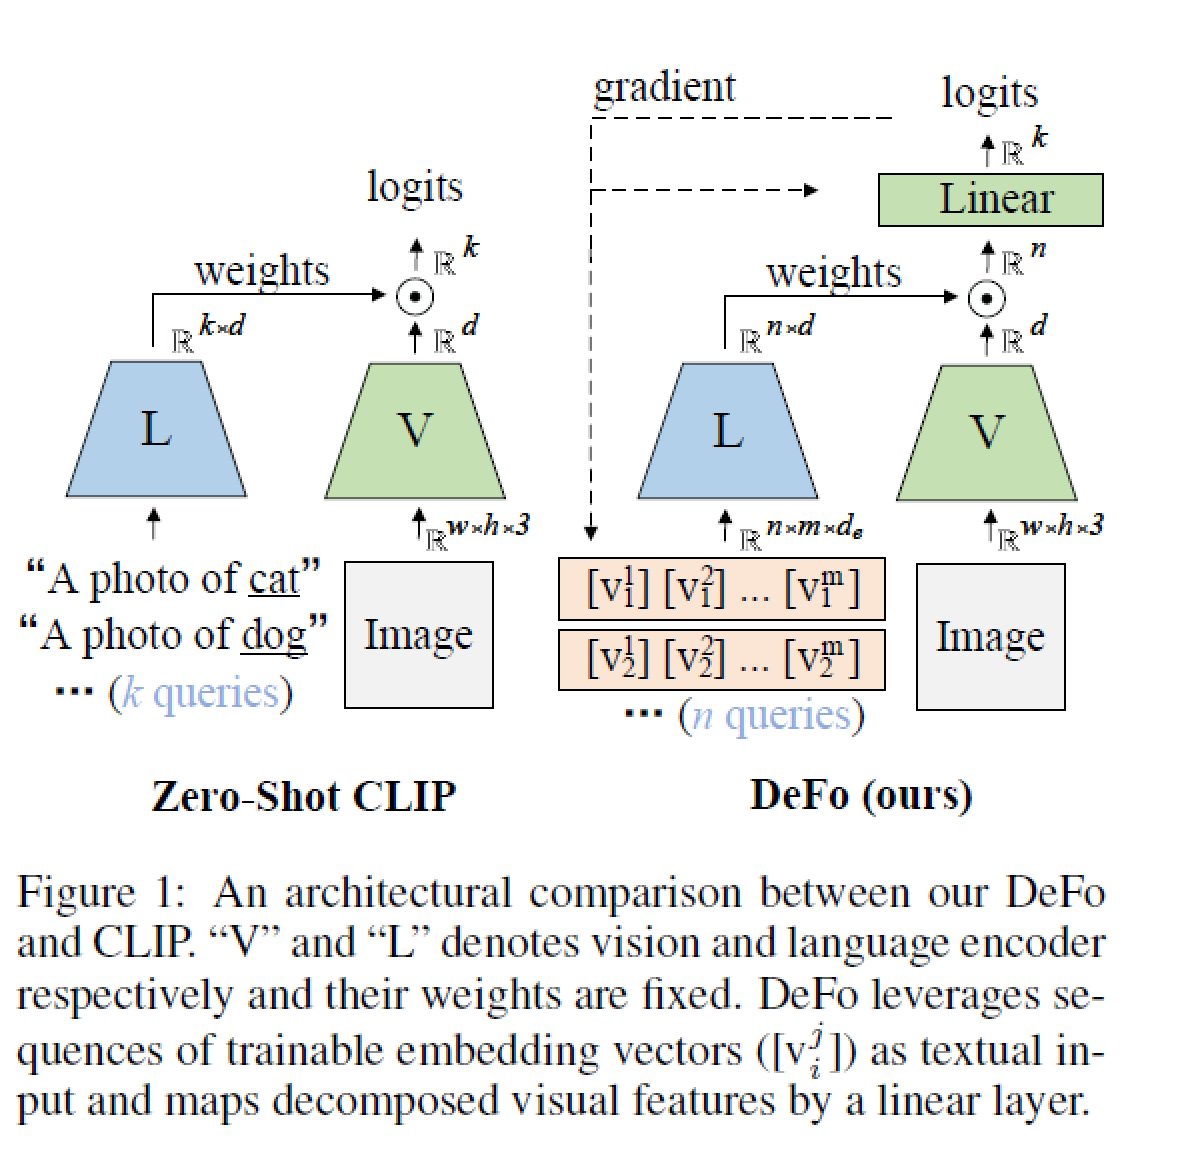 gradient
logits
ℝ^k
Linear
ℝ^n
weights
ℝ^{n×d}
ℝ^d
L
V
ℝ^{n×m×d_e}
ℝ^{w×h×3}
[v_1^1] [v_1^2] ... [v_1^m]
[v_2^1] [v_2^2] ... [v_2^m]
... (n queries)
Image
DeFo (ours)
logits
ℝ^k
weights
ℝ^{k×d}
ℝ^d
L
V
ℝ^{w×h×3}
“A photo of cat”
“A photo of dog”
... (k queries)
Image
Zero-Shot CLIP
Figure 1: An architectural comparison between our DeFo
and CLIP. “V” and “L” denotes vision and language encoder
respectively and their weights are fixed. DeFo leverages se-
quences of trainable embedding vectors ([v_i^j]) as textual in-
put and maps decomposed visual features by a linear layer.